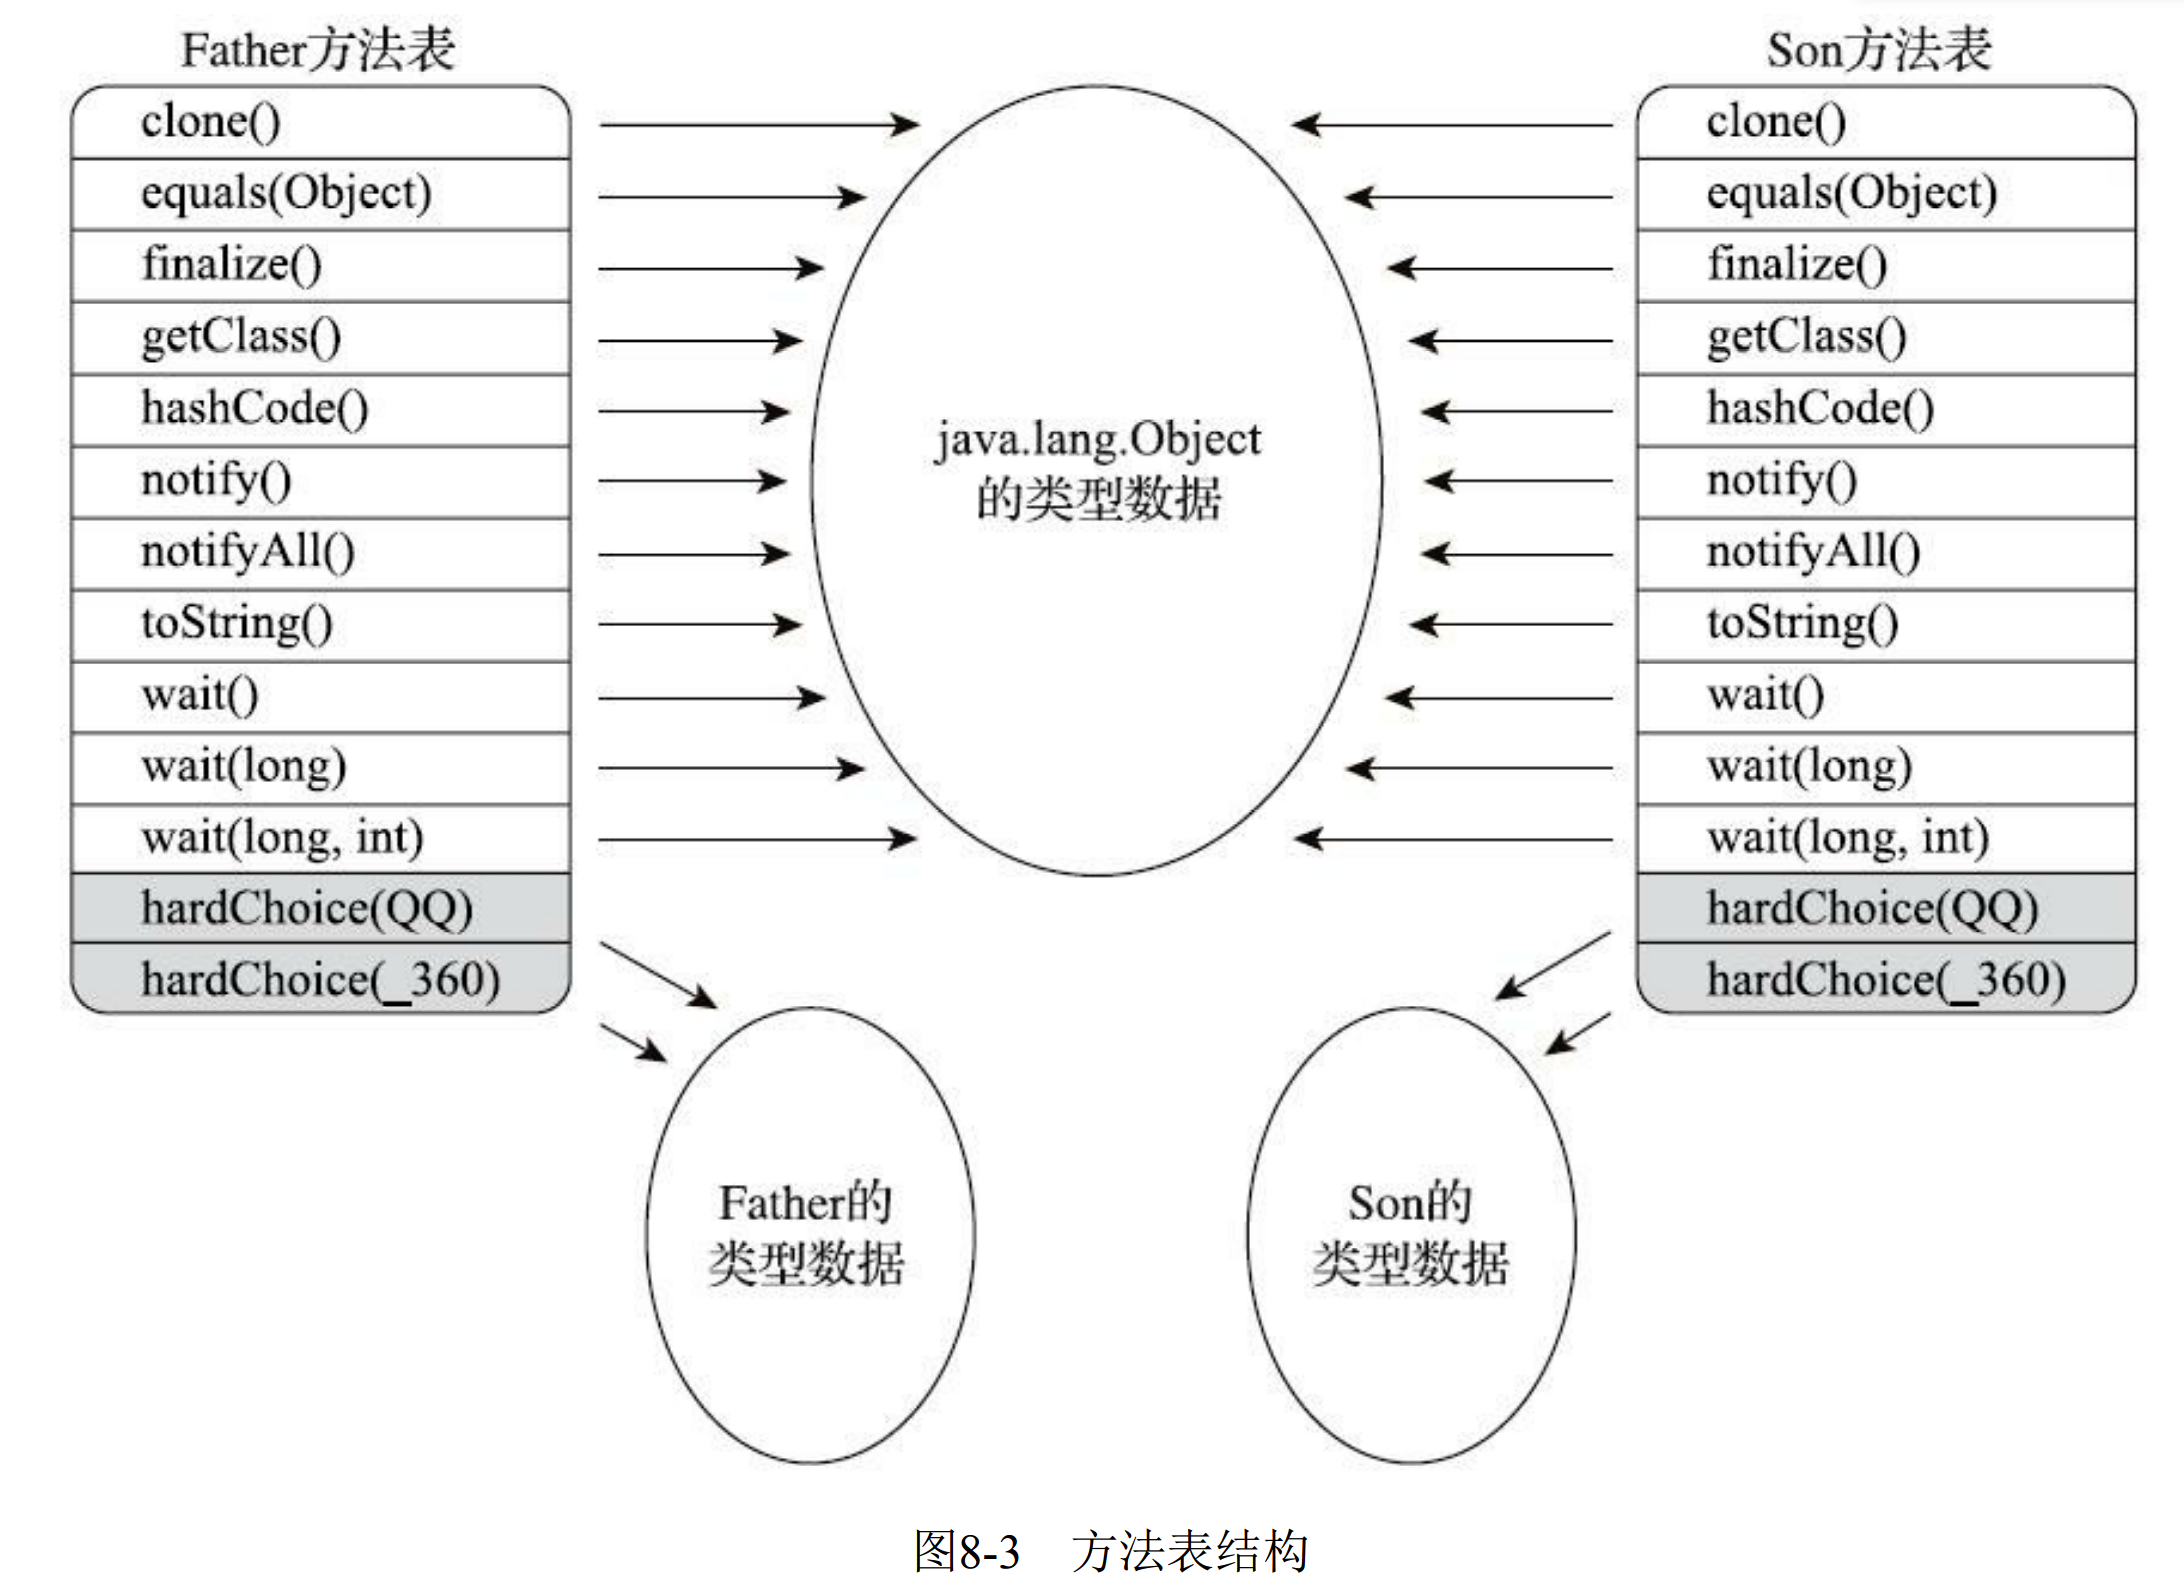 Father方法表
clone()
equals(Object)
finalize()
getClass()
hashCode()
notify()
notifyAll()
toString()
wait()
wait(long)
wait(long, int)
hardChoice(QQ)
hardChoice(_360)
java.lang.Object
的类型数据
Father的
类型数据
Son的
类型数据
Son方法表
clone()
equals(Object)
finalize()
getClass()
hashCode()
notify()
notifyAll()
toString()
wait()
wait(long)
wait(long, int)
hardChoice(QQ)
hardChoice(_360)
图8-3 方法表结构